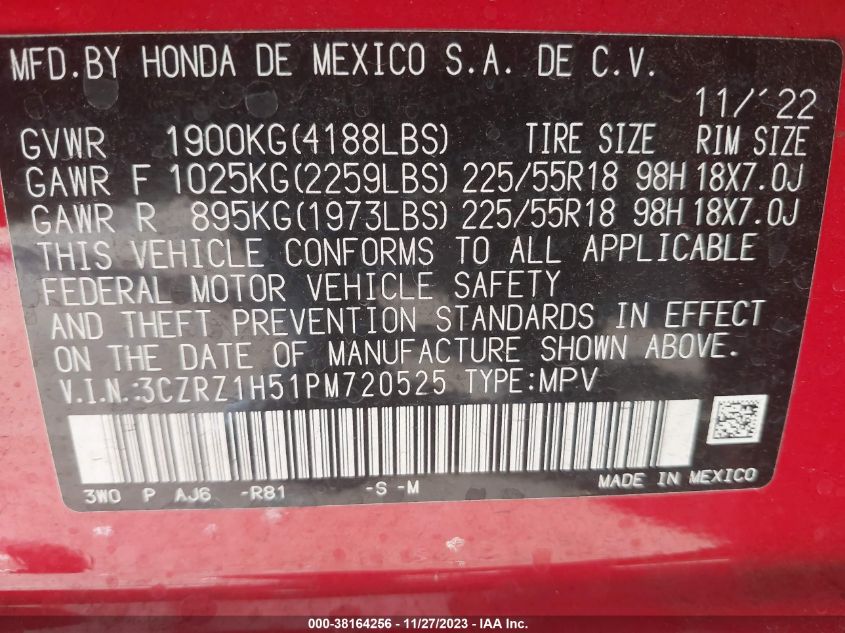 MFD.BY HONDA DE MEXICO S.A. DE C.V.
11/'22
GVWR 1900KG(4188LBS) TIRE SIZE RIM SIZE
GAWR F 1025KG(2259LBS) 225/55R18 98H 18X7.0J
GAWR R 895KG(1973LBS) 225/55R18 98H 18X7.0J
THIS VEHICLE CONFORMS TO ALL APPLICABLE
FEDERAL MOTOR VEHICLE SAFETY
AND THEFT PREVENTION STANDARDS IN EFFECT
ON THE DATE OF MANUFACTURE SHOWN ABOVE.
V.I.N.:3CZRZ1H51PM720525 TYPE:MPV
3W0 P AJ6 -R81 -S -M MADE IN MEXICO
000-38164256 - 11/27/2023 - IAA Inc.